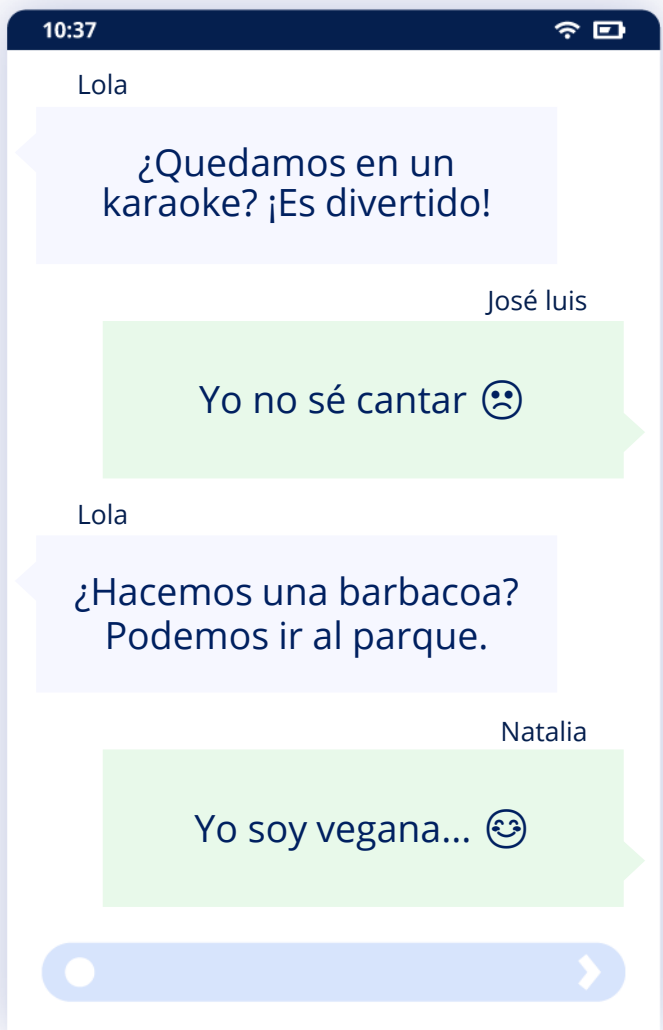 10:37
Lola
¿Quedamos en un
karaoke? ¡Es divertido!
José luis
Yo no sé cantar ☹
Lola
¿Hacemos una barbacoa?
Podemos ir al parque.
Natalia
Yo soy vegana... 😊